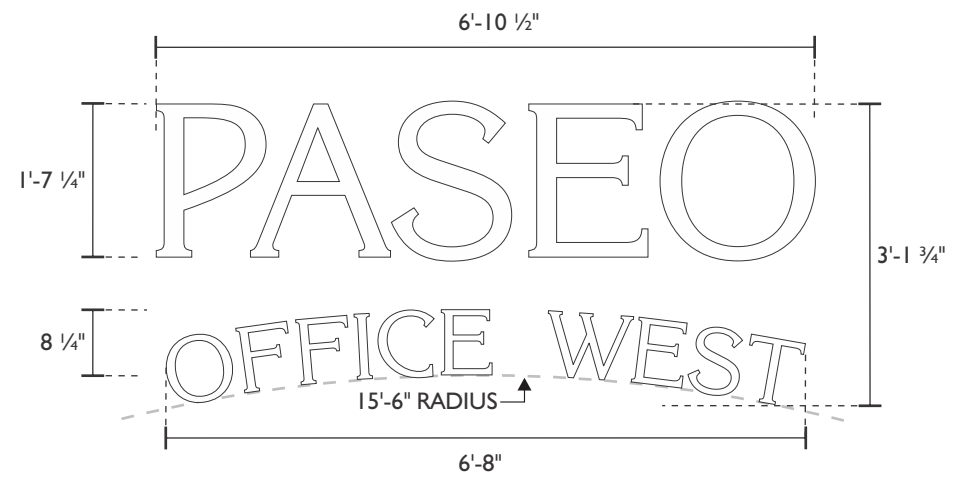 6'-10 ½"
PASEO
1'-7 ¼"
3'-1 ¾"
8 ¼"
OFFICE WEST
15'-6" RADIUS
6'-8"